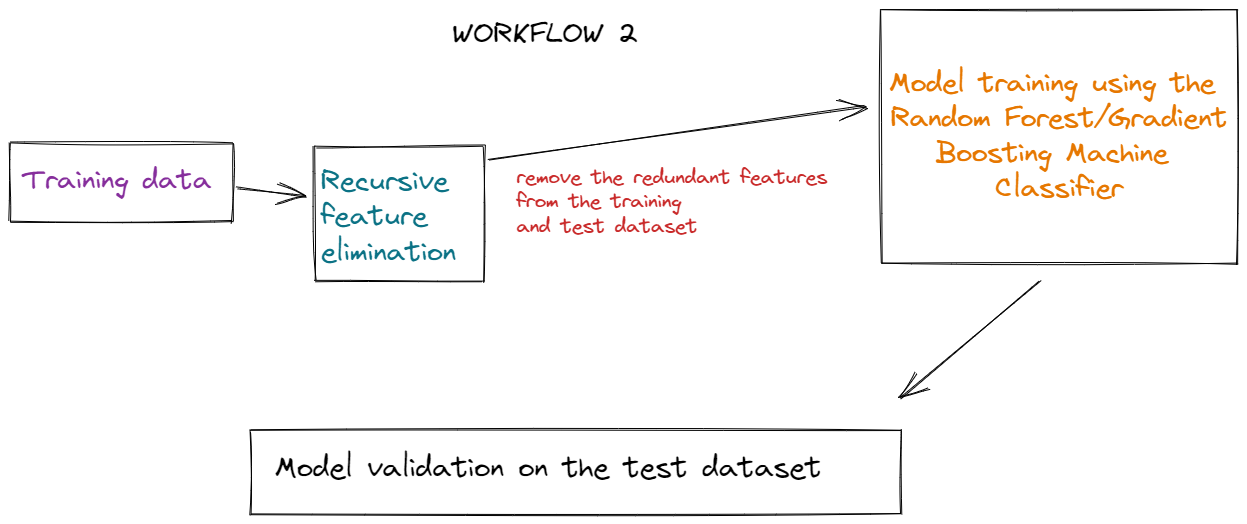 WORKFLOW 2
Training data
Recursive
feature
elimination
remove the redundant features
from the training
and test dataset
Model training using the
Random Forest/Gradient
Boosting Machine
Classifier
Model validation on the test dataset